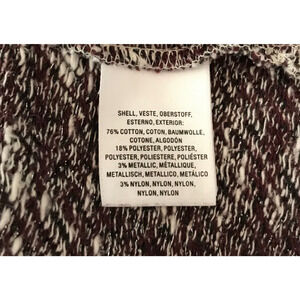 SHELL, VESTE, OBERSTOFF,
ESTERNO, EXTERIOR:
76% COTTON, COTON, BAUMWOLLE,
COTONE, ALGODÓN
18% POLYESTER, POLYESTER,
POLYESTER, POLIESTERE, POLIÉSTER
3% METALLIC, MÉTALLIQUE,
METALLISCH, METALLICO, METÁLICO
3% NYLON, NYLON, NYLON,
NYLON, NYLON